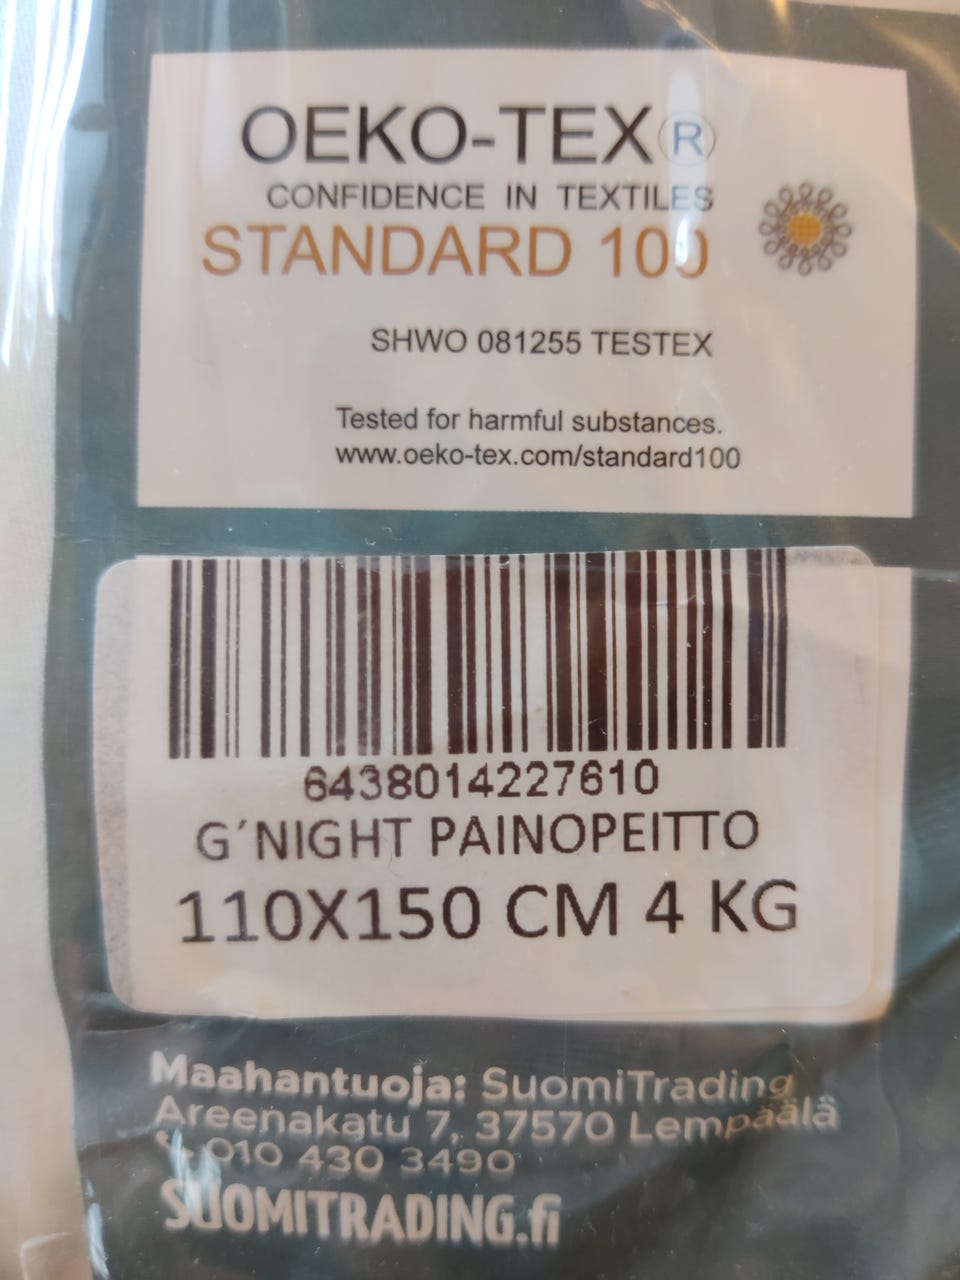 OEKO-TEX®
CONFIDENCE IN TEXTILES
STANDARD 100
SHWO 081255 TESTEX
Tested for harmful substances.
www.oeko-tex.com/standard100
6438014227610
G´NIGHT PAINOPEITTO
110X150 CM 4 KG
Maahantuoja: SuomiTrading
Areenakatu 7, 37570 Lempäälä
010 430 3490
SUOMITRADING.fi